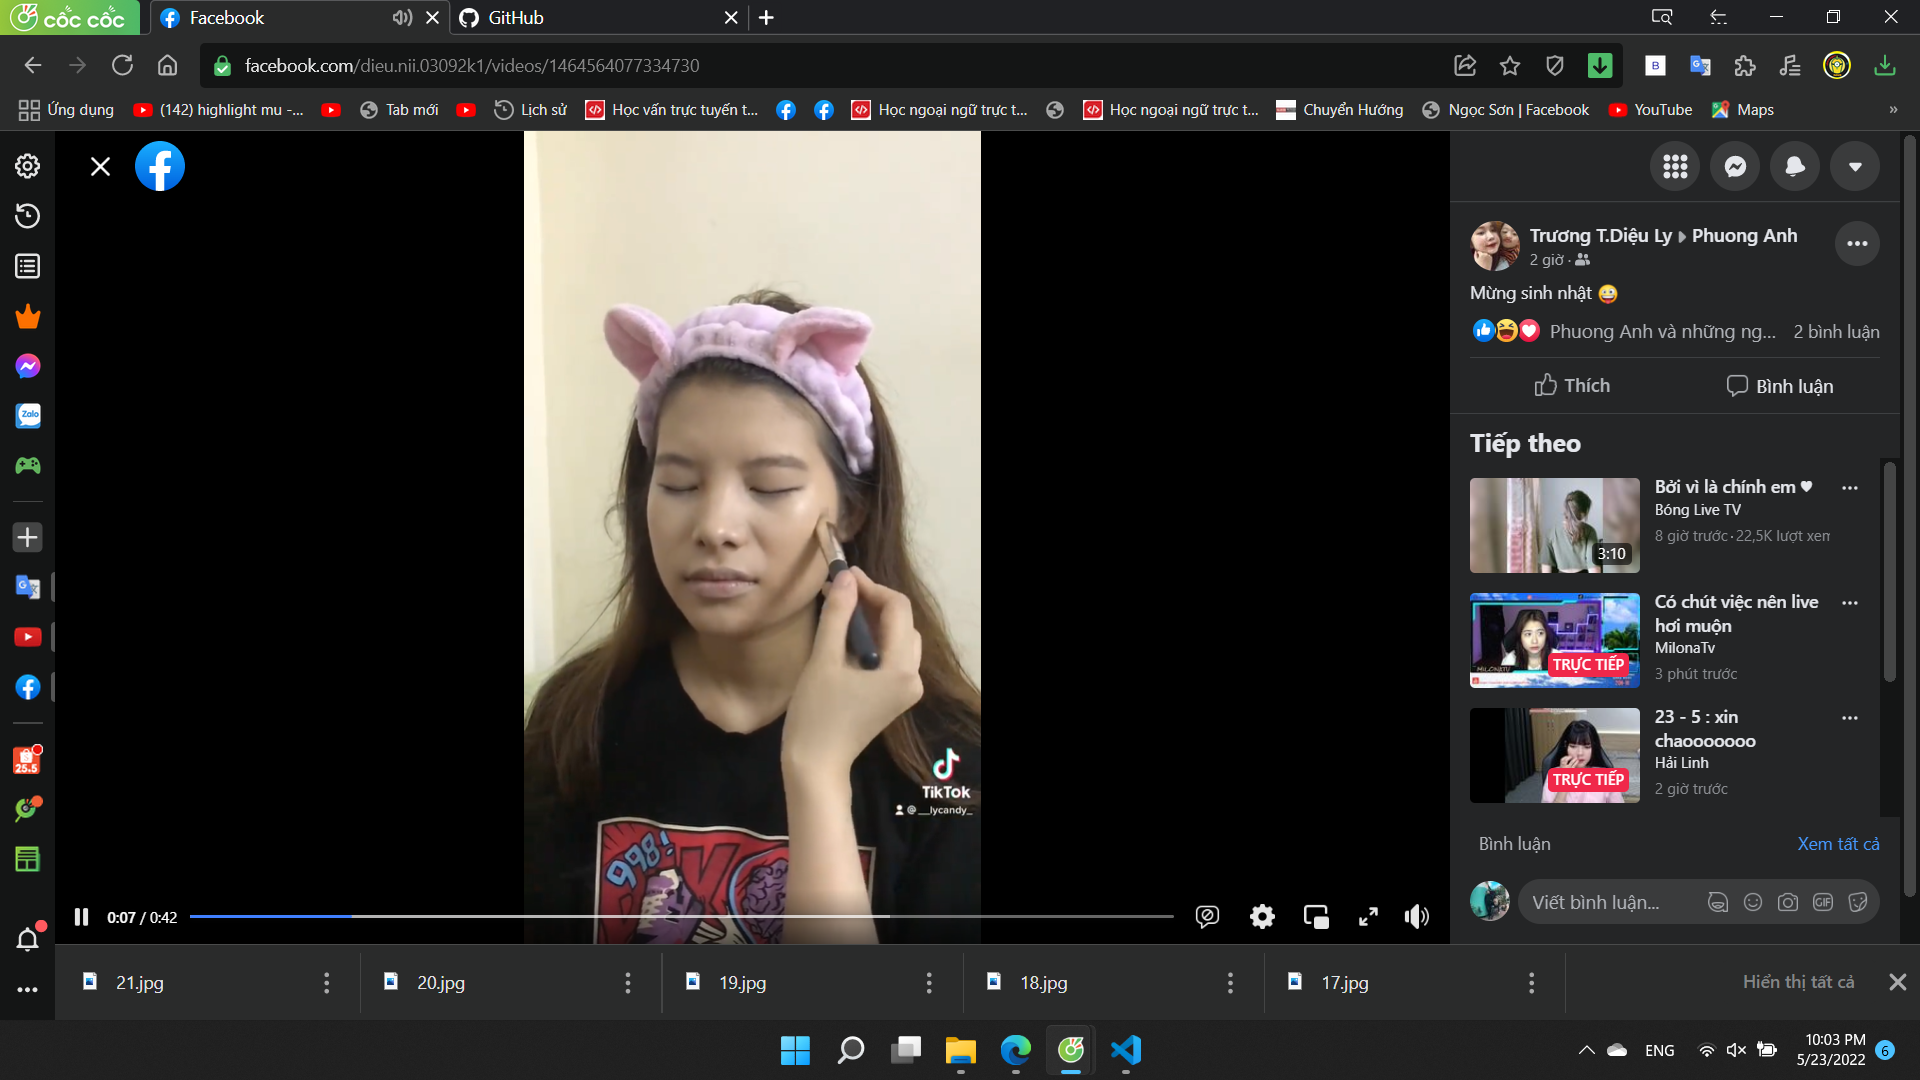 cốc cốc
Facebook
GitHub
facebook.com/dieu.nii.03092k1/videos/1464564077334730
Ứng dụng
(142) highlight mu -...
Tab mới
Lịch sử
Học vấn trực tuyến t...
Học ngoại ngữ trực t...
Học ngoại ngữ trực t...
Chuyển Hướng
Ngọc Sơn | Facebook
YouTube
Maps
»
Zalo
25.5
Trương T.Diệu Ly
Phuong Anh
2 giờ ·
Mừng sinh nhật
Phuong Anh và những ng...
2 bình luận
Thích
Bình luận
Tiếp theo
Bởi vì là chính em ♥
Bóng Live TV
8 giờ trước · 22,5K lượt xem
3:10
Có chút việc nên live
hơi muộn
MilonaTv
3 phút trước
TRỰC TIẾP
23 - 5 : xin
chaooooooo
Hải Linh
2 giờ trước
TRỰC TIẾP
Bình luận
Xem tất cả
Viết bình luận...
GIF
TikTok
@__lycandy_
998!
0:07 / 0:42
21.jpg
20.jpg
19.jpg
18.jpg
17.jpg
Hiển thị tất cả
ENG
10:03 PM
5/23/2022
6